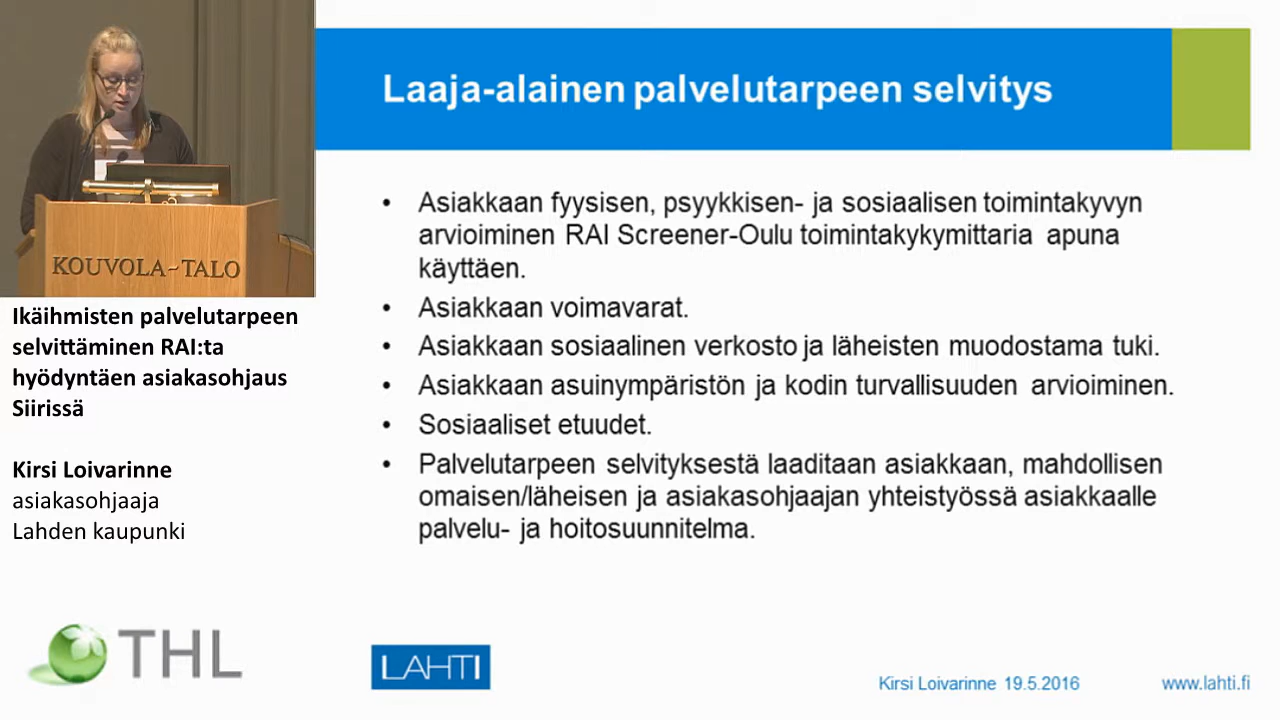 Laaja-alainen palvelutarpeen selvitys
• Asiakkaan fyysisen, psyykkisen- ja sosiaalisen toimintakyvyn
arvioiminen RAI Screener-Oulu toimintakykymittaria apuna
käyttäen.
• Asiakkaan voimavarat.
• Asiakkaan sosiaalinen verkosto ja läheisten muodostama tuki.
• Asiakkaan asuinympäristön ja kodin turvallisuuden arvioiminen.
• Sosiaaliset etuudet.
• Palvelutarpeen selvityksestä laaditaan asiakkaan, mahdollisen
omaisen/läheisen ja asiakasohjaajan yhteistyössä asiakkaalle
palvelu- ja hoitosuunnitelma.
KOUVOLA-TALO
Ikäihmisten palvelutarpeen
selvittäminen RAI:ta
hyödyntäen asiakasohjaus
Siirissä
Kirsi Loivarinne
asiakasohjaaja
Lahden kaupunki
THL
LAHTI
Kirsi Loivarinne 19.5.2016
www.lahti.fi